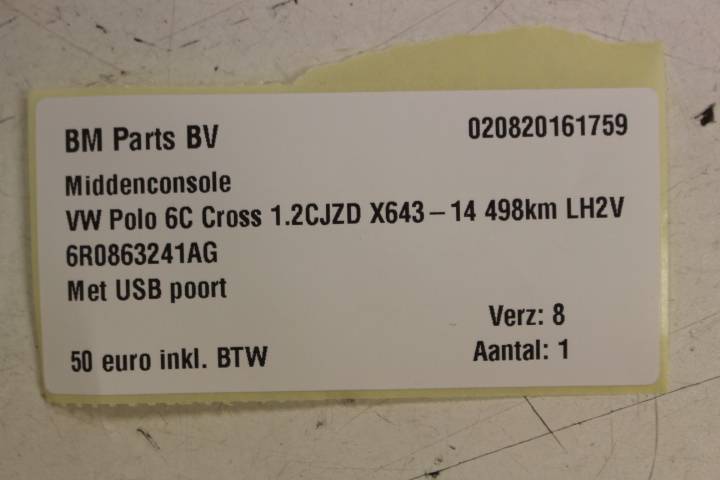 BM Parts BV 020820161759
Middenconsole
VW Polo 6C Cross 1.2CJZD X643-14 498km LH2V
6R0863241AG
Met USB poort
Verz: 8
50 euro inkl. BTW Aantal: 1